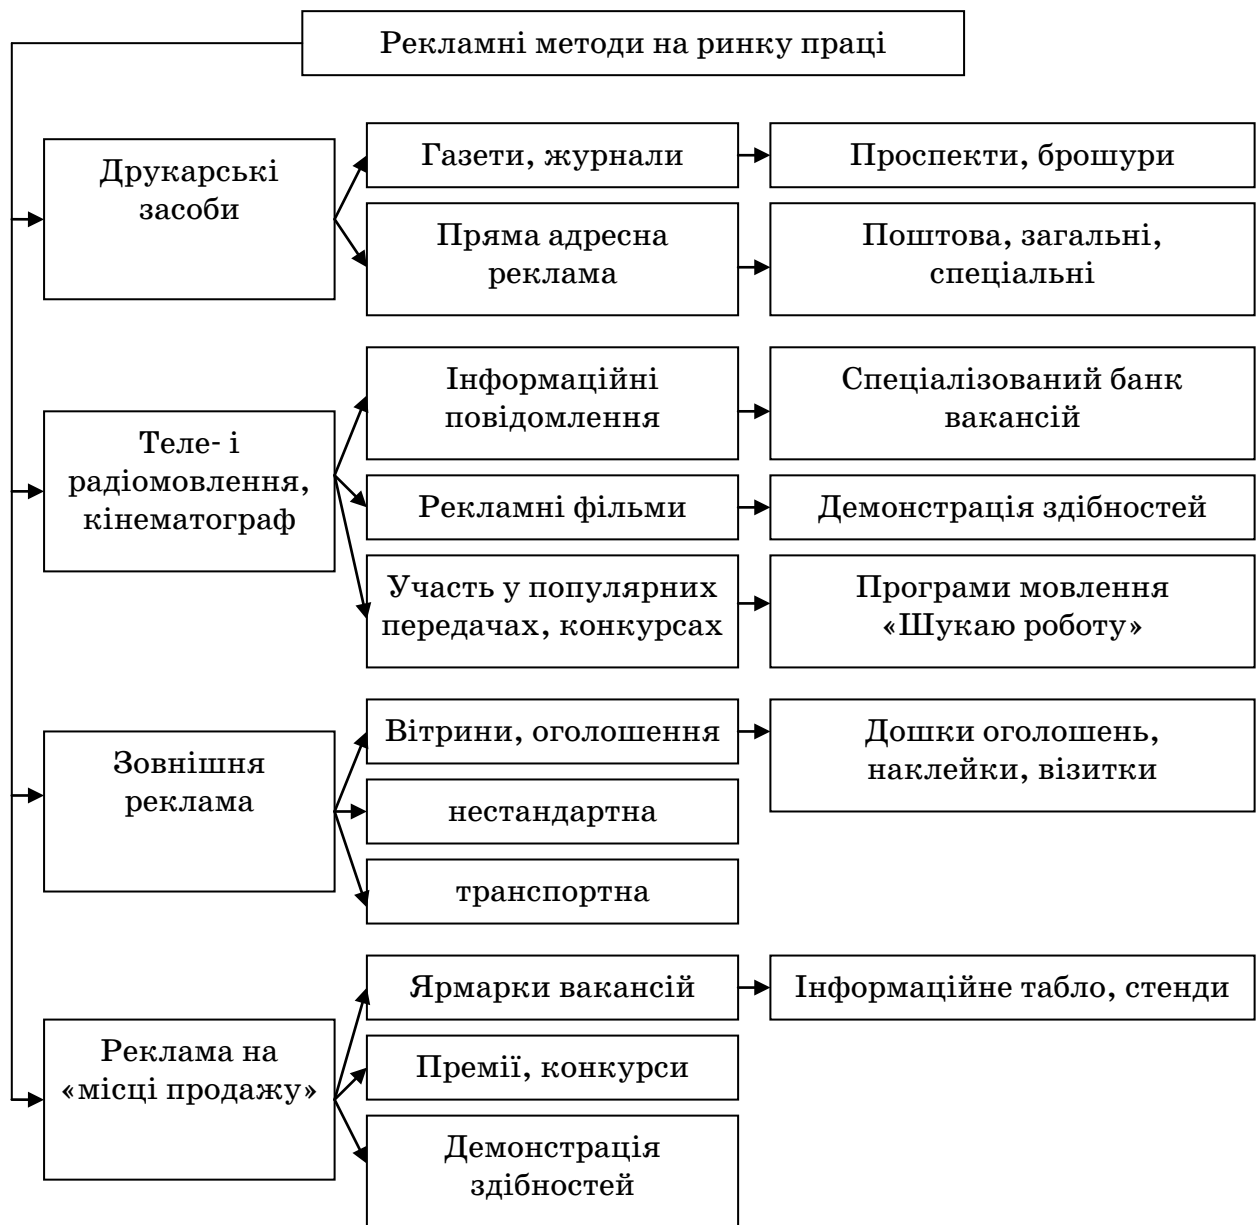 Рекламні методи на ринку праці
Друкарські
засоби
Газети, журнали
Проспекти, брошури
Пряма адресна
реклама
Поштова, загальні,
спеціальні
Теле- і
радіомовлення,
кінематограф
Інформаційні
повідомлення
Спеціалізований банк
вакансій
Рекламні фільми
Демонстрація здібностей
Участь у популярних
передачах, конкурсах
Програми мовлення
«Шукаю роботу»
Зовнішня
реклама
Вітрини, оголошення
Дошки оголошень,
наклейки, візитки
нестандартна
транспортна
Реклама на
«місці продажу»
Ярмарки вакансій
Інформаційне табло, стенди
Премії, конкурси
Демонстрація
здібностей